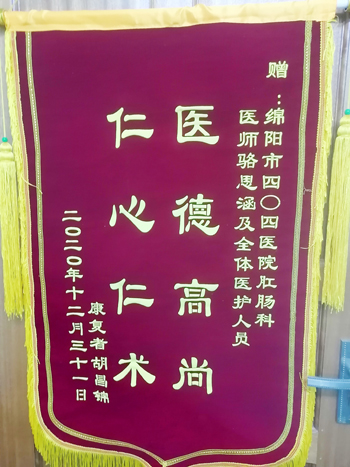 赠：绵阳市四〇四医院肛肠科
医师骆思涵及全体医护人员
医德高尚
仁心仁术
康复者胡昌锦
二〇二〇年十二月三十一日